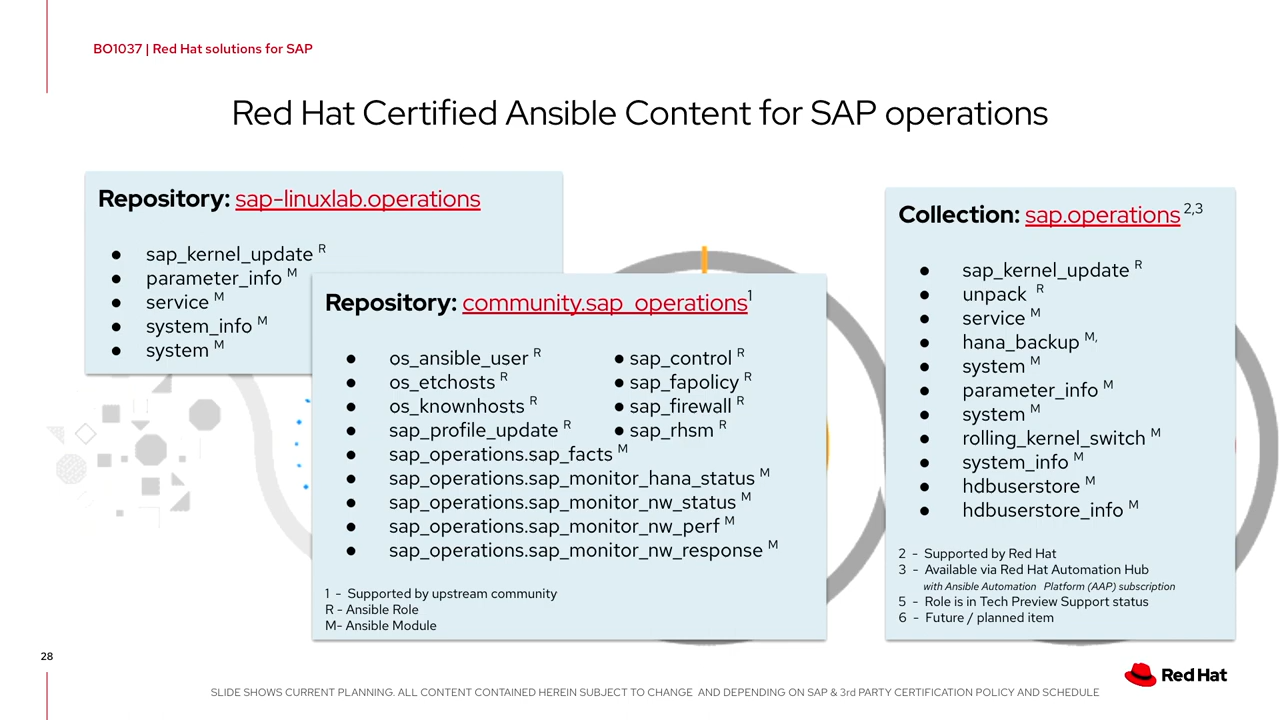 BO1037 | Red Hat solutions for SAP
Red Hat Certified Ansible Content for SAP operations
Repository: sap-linuxlab.operations
● sap_kernel_update R
● parameter_info M
● service M
● system_info M
● system M
Repository: community.sap_operations1
● os_ansible_user R ● sap_control R
● os_etchosts R ● sap_fapolicy R
● os_knownhosts R ● sap_firewall R
● sap_profile_update R ● sap_rhsm R
● sap_operations.sap_facts M
● sap_operations.sap_monitor_hana_status M
● sap_operations.sap_monitor_nw_status M
● sap_operations.sap_monitor_nw_perf M
● sap_operations.sap_monitor_nw_response M
1 - Supported by upstream community
R - Ansible Role
M- Ansible Module
Collection: sap.operations 2,3
● sap_kernel_update R
● unpack R
● service M
● hana_backup M,
● system M
● parameter_info M
● system M
● rolling_kernel_switch M
● system_info M
● hdbuserstore M
● hdbuserstore_info M
2 - Supported by Red Hat
3 - Available via Red Hat Automation Hub
with Ansible Automation Platform (AAP) subscription
5 - Role is in Tech Preview Support status
6 - Future / planned item
28
Red Hat
SLIDE SHOWS CURRENT PLANNING. ALL CONTENT CONTAINED HEREIN SUBJECT TO CHANGE AND DEPENDING ON SAP & 3rd PARTY CERTIFICATION POLICY AND SCHEDULE